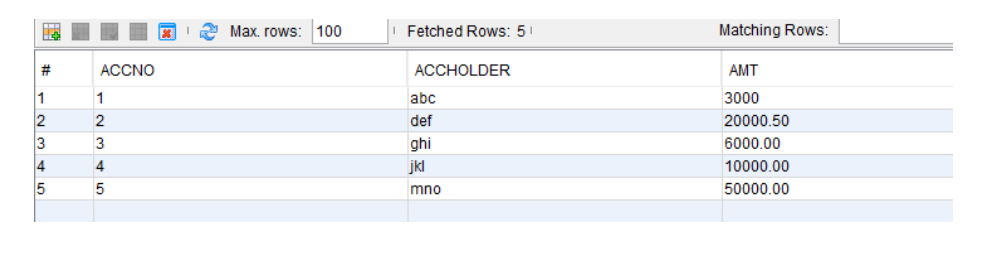 Max. rows: 100 Fetched Rows: 5 Matching Rows:
# ACCNO ACCHOLDER AMT
1 1 abc 3000
2 2 def 20000.50
3 3 ghi 6000.00
4 4 jkl 10000.00
5 5 mno 50000.00